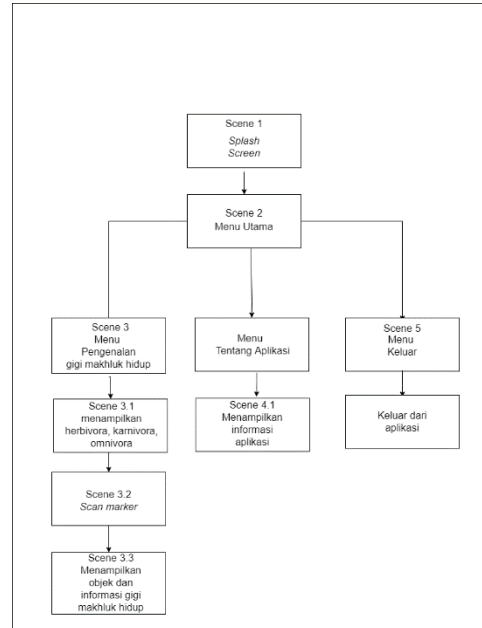 Scene 1
Splash
Screen
Scene 2
Menu Utama
Scene 3
Menu
Pengenalan
gigi makhluk hidup
Menu
Tentang Aplikasi
Scene 5
Menu
Keluar
Scene 3.1
menampilkan
herbivora, karnivora,
omnivora
Scene 4.1
Menampilkan
informasi
aplikasi
Keluar dari
aplikasi
Scene 3.2
Scan marker
Scene 3.3
Menampilkan
objek dan
informasi gigi
makhluk hidup